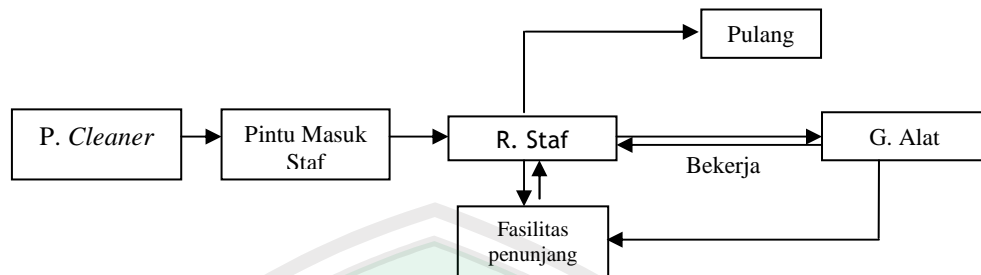 Pulang
P. Cleaner
Pintu Masuk
Staf
R. Staf
G. Alat
Bekerja
Fasilitas
penunjang